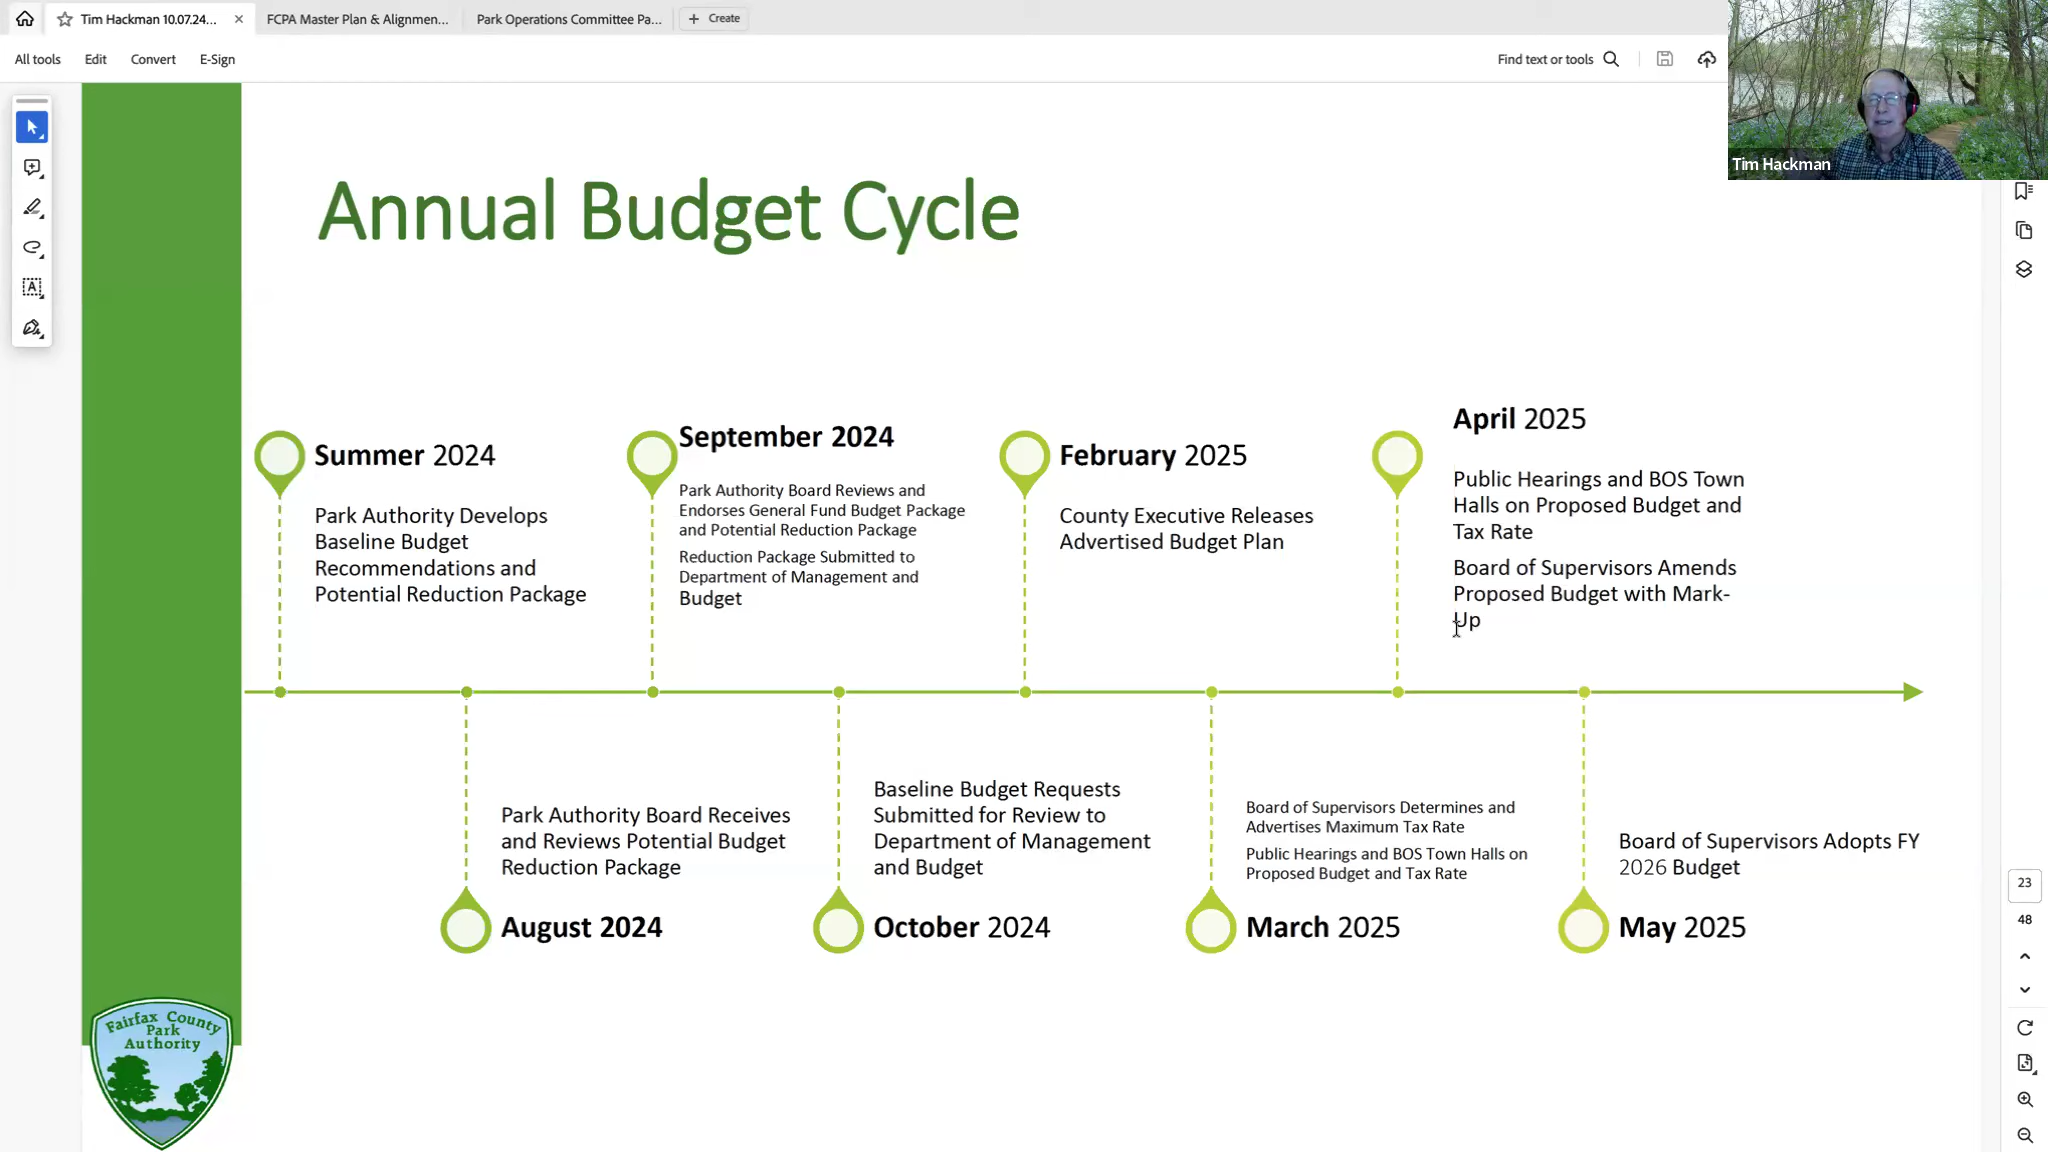 Tim Hackman 10.07.24...
FCPA Master Plan & Alignmen...
Park Operations Committee Pa...
Create
All tools
Edit
Convert
E-Sign
Find text or tools
Tim Hackman
Annual Budget Cycle
Summer 2024
Park Authority Develops
Baseline Budget
Recommendations and
Potential Reduction Package
September 2024
Park Authority Board Reviews and
Endorses General Fund Budget Package
and Potential Reduction Package
Reduction Package Submitted to
Department of Management and
Budget
February 2025
County Executive Releases
Advertised Budget Plan
April 2025
Public Hearings and BOS Town
Halls on Proposed Budget and
Tax Rate
Board of Supervisors Amends
Proposed Budget with Mark-
Up
Park Authority Board Receives
and Reviews Potential Budget
Reduction Package
August 2024
Baseline Budget Requests
Submitted for Review to
Department of Management
and Budget
October 2024
Board of Supervisors Determines and
Advertises Maximum Tax Rate
Public Hearings and BOS Town Halls on
Proposed Budget and Tax Rate
March 2025
Board of Supervisors Adopts FY
2026 Budget
May 2025
23
48
Fairfax County
Park
Authority